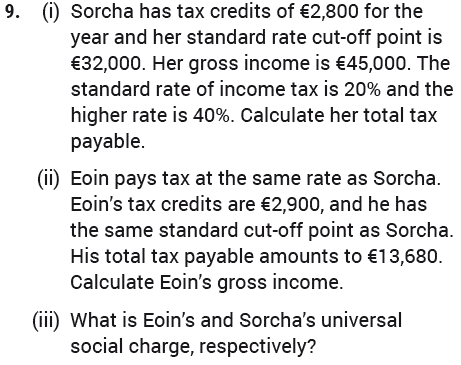 9. (i) Sorcha has tax credits of €2,800 for the
year and her standard rate cut-off point is
€32,000. Her gross income is €45,000. The
standard rate of income tax is 20% and the
higher rate is 40%. Calculate her total tax
payable.
(ii) Eoin pays tax at the same rate as Sorcha.
Eoin's tax credits are €2,900, and he has
the same standard cut-off point as Sorcha.
His total tax payable amounts to €13,680.
Calculate Eoin's gross income.
(iii) What is Eoin's and Sorcha's universal
social charge, respectively?